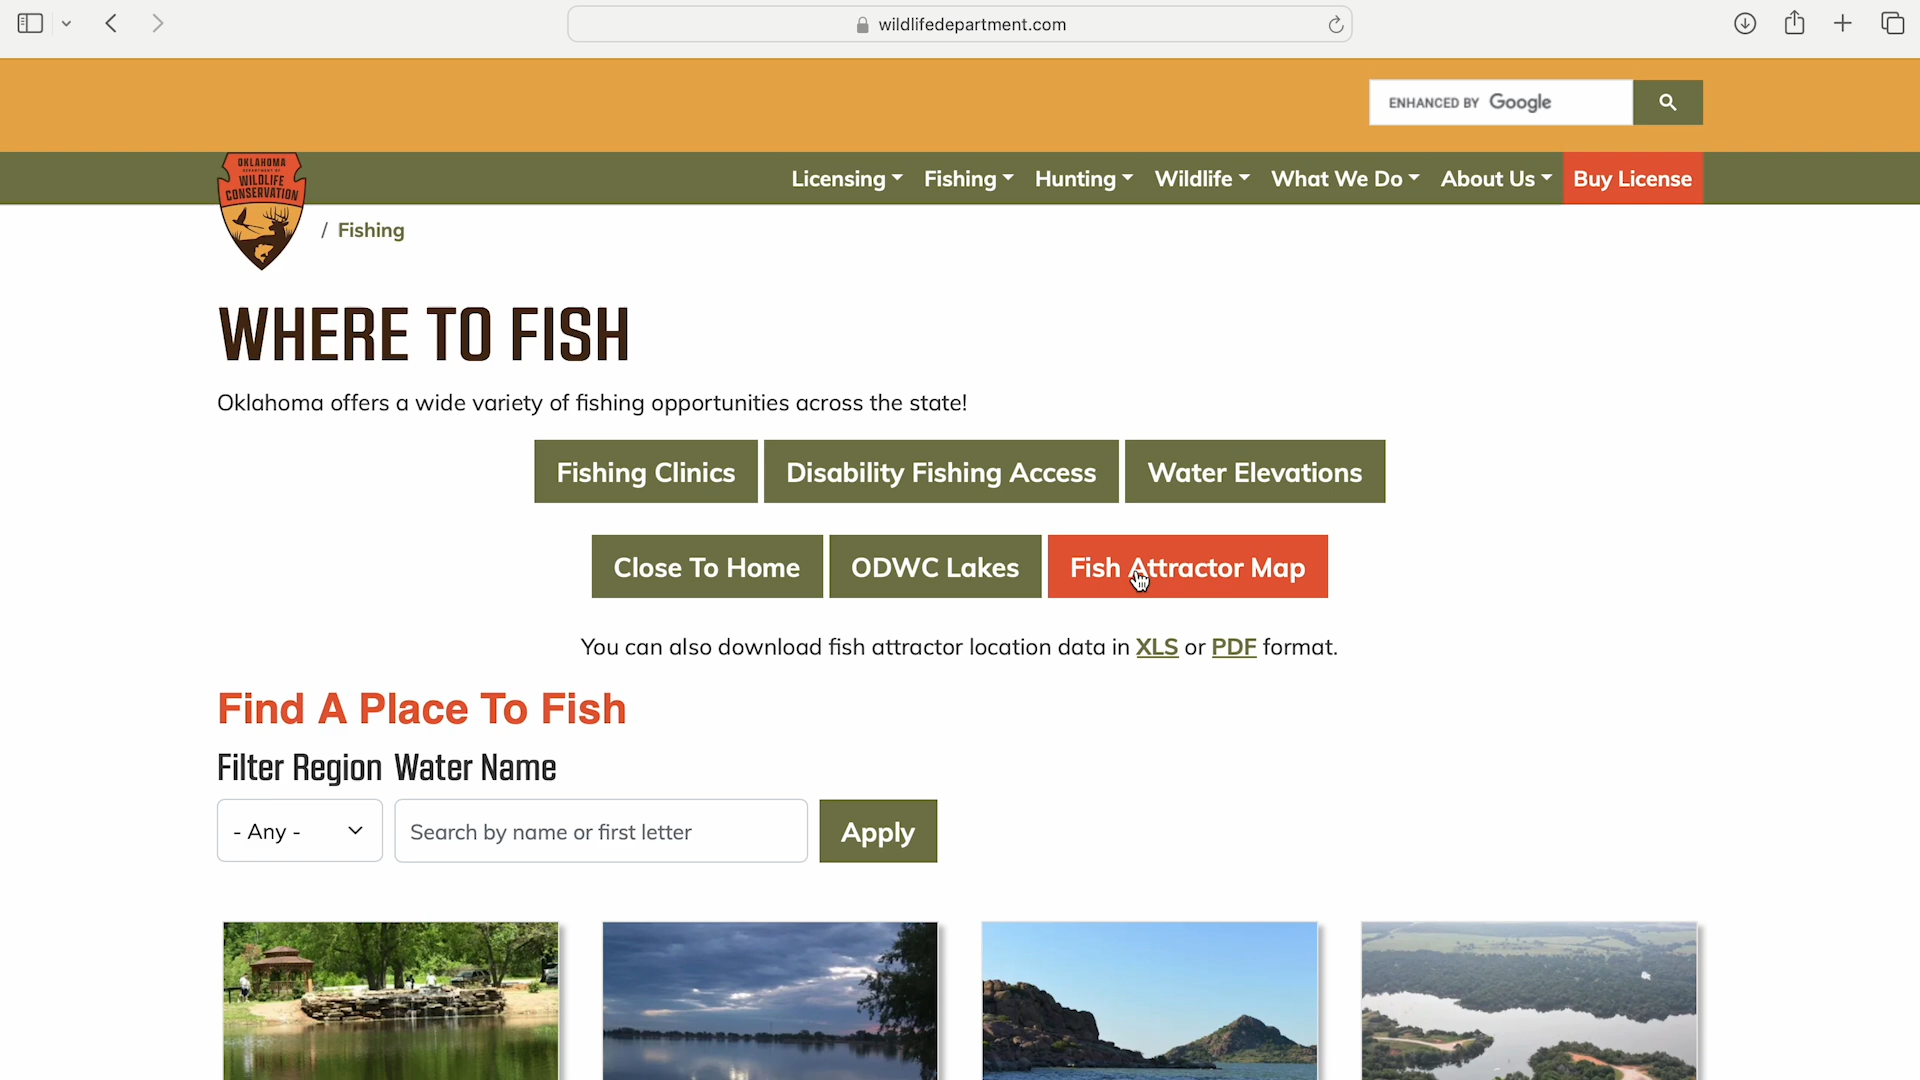 wildlifedepartment.com
ENHANCED BY Google
OKLAHOMA
DEPARTMENT OF
WILDLIFE
CONSERVATION
Licensing Fishing Hunting Wildlife What We Do About Us Buy License
/ Fishing
WHERE TO FISH
Oklahoma offers a wide variety of fishing opportunities across the state!
Fishing Clinics Disability Fishing Access Water Elevations
Close To Home ODWC Lakes Fish Attractor Map
You can also download fish attractor location data in XLS or PDF format.
Find A Place To Fish
Filter Region Water Name
- Any - Search by name or first letter Apply